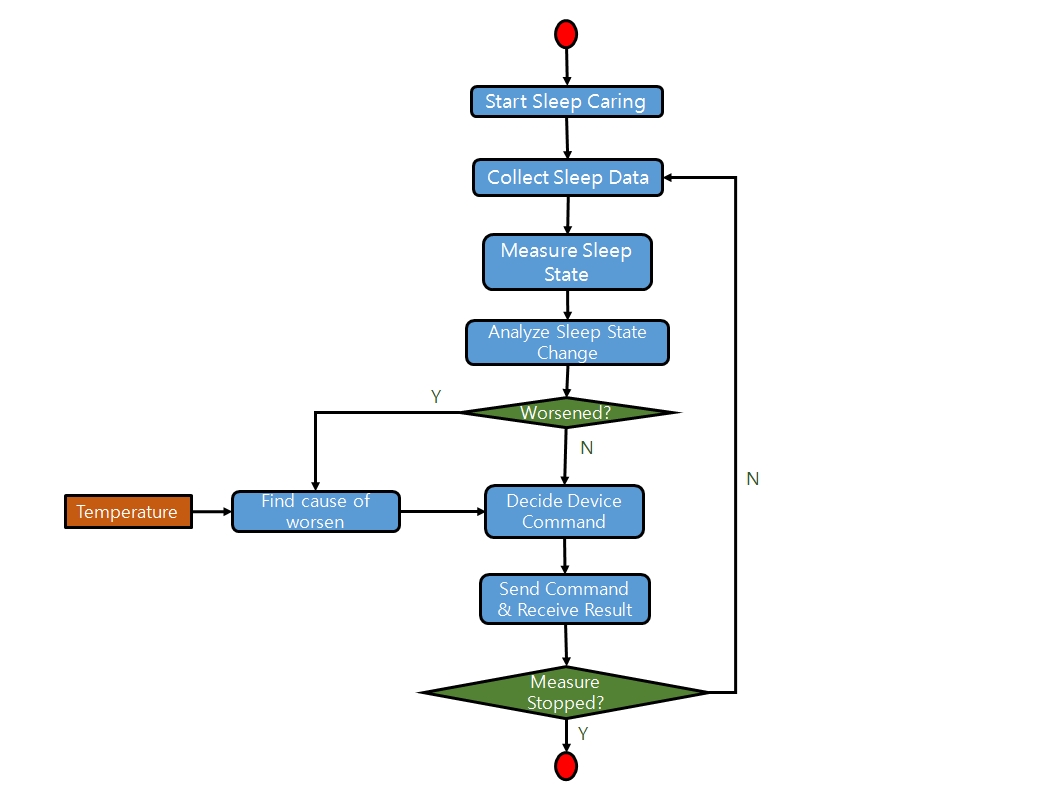 Start Sleep Caring
Collect Sleep Data
Measure Sleep
State
Analyze Sleep State
Change
Y
Worsened?
N
N
Temperature
Find cause of
worsen
Decide Device
Command
Send Command
& Receive Result
Measure
Stopped?
Y